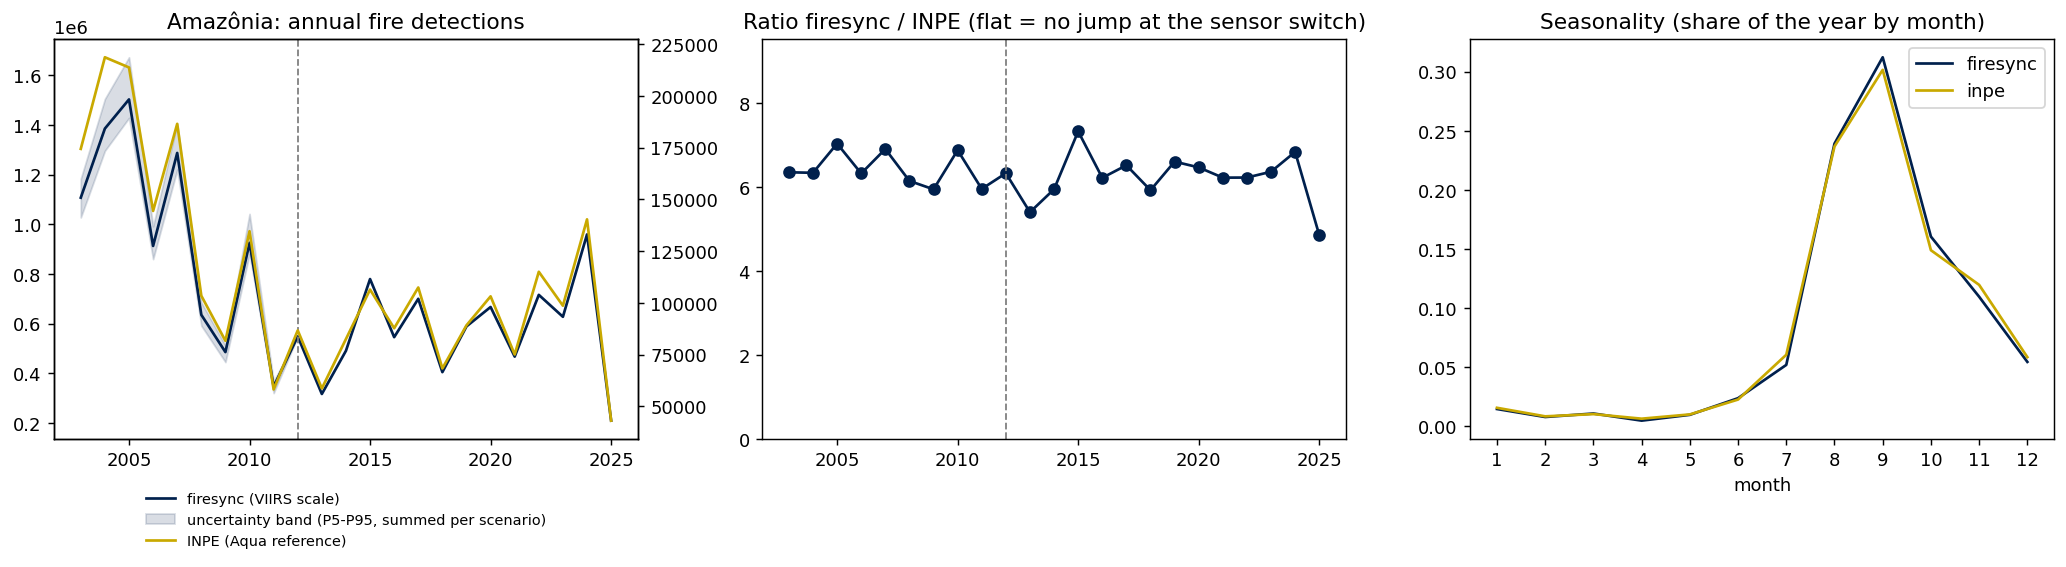 Amazônia: annual fire detections
1e6
1.6
1.4
1.2
1.0
0.8
0.6
0.4
0.2
225000
200000
175000
150000
125000
100000
75000
50000
2005 2010 2015 2020 2025
firesync (VIIRS scale)
uncertainty band (P5-P95, summed per scenario)
INPE (Aqua reference)
Ratio firesync / INPE (flat = no jump at the sensor switch)
8
6
4
2
0
2005 2010 2015 2020 2025
Seasonality (share of the year by month)
firesync
inpe
0.30
0.25
0.20
0.15
0.10
0.05
0.00
1 2 3 4 5 6 7 8 9 10 11 12
month